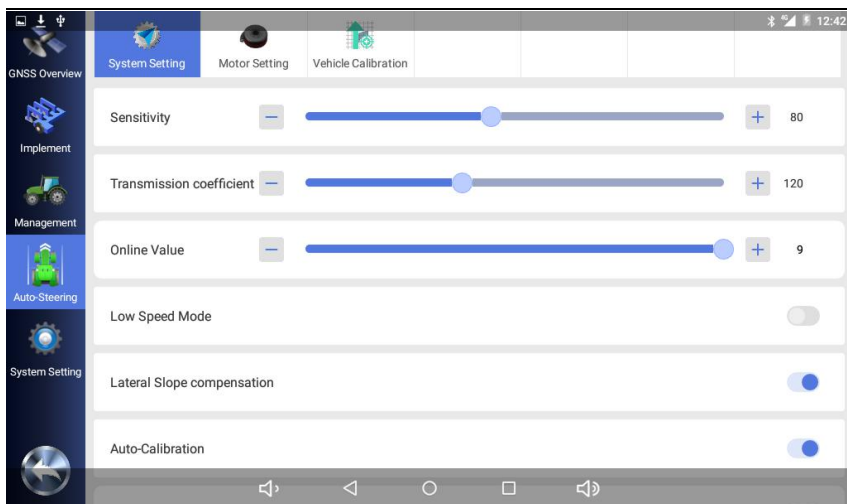 4G 12:42
GNSS Overview
System Setting
Motor Setting
Vehicle Calibration
Implement
Management
Auto-Steering
System Setting
Sensitivity
80
Transmission coefficient
120
Online Value
9
Low Speed Mode
Lateral Slope compensation
Auto-Calibration